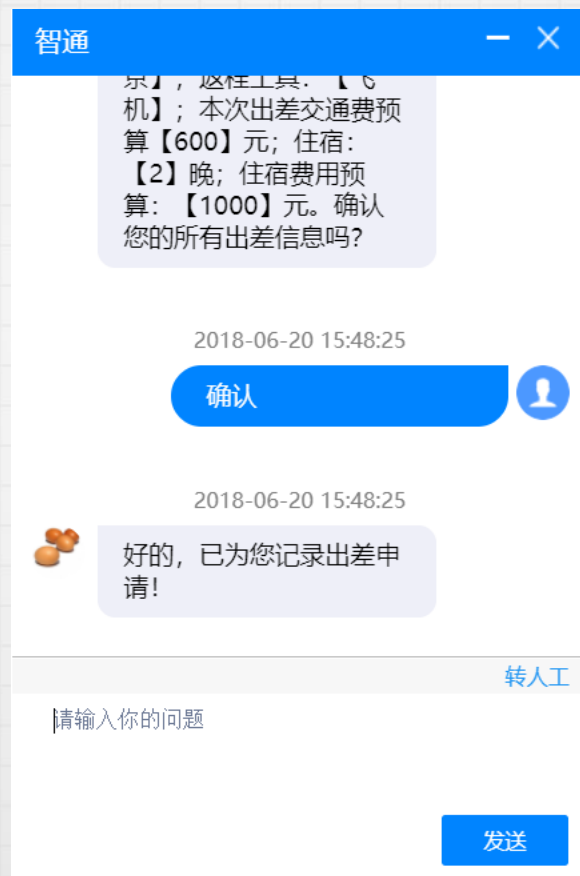 智通
京】；返程工具：【飞
机】；本次出差交通费预
算【600】元；住宿：
【2】晚；住宿费用预
算：【1000】元。确认
您的所有出差信息吗？
2018-06-20 15:48:25
确认
2018-06-20 15:48:25
好的，已为您记录出差申
请！
转人工
请输入你的问题
发送